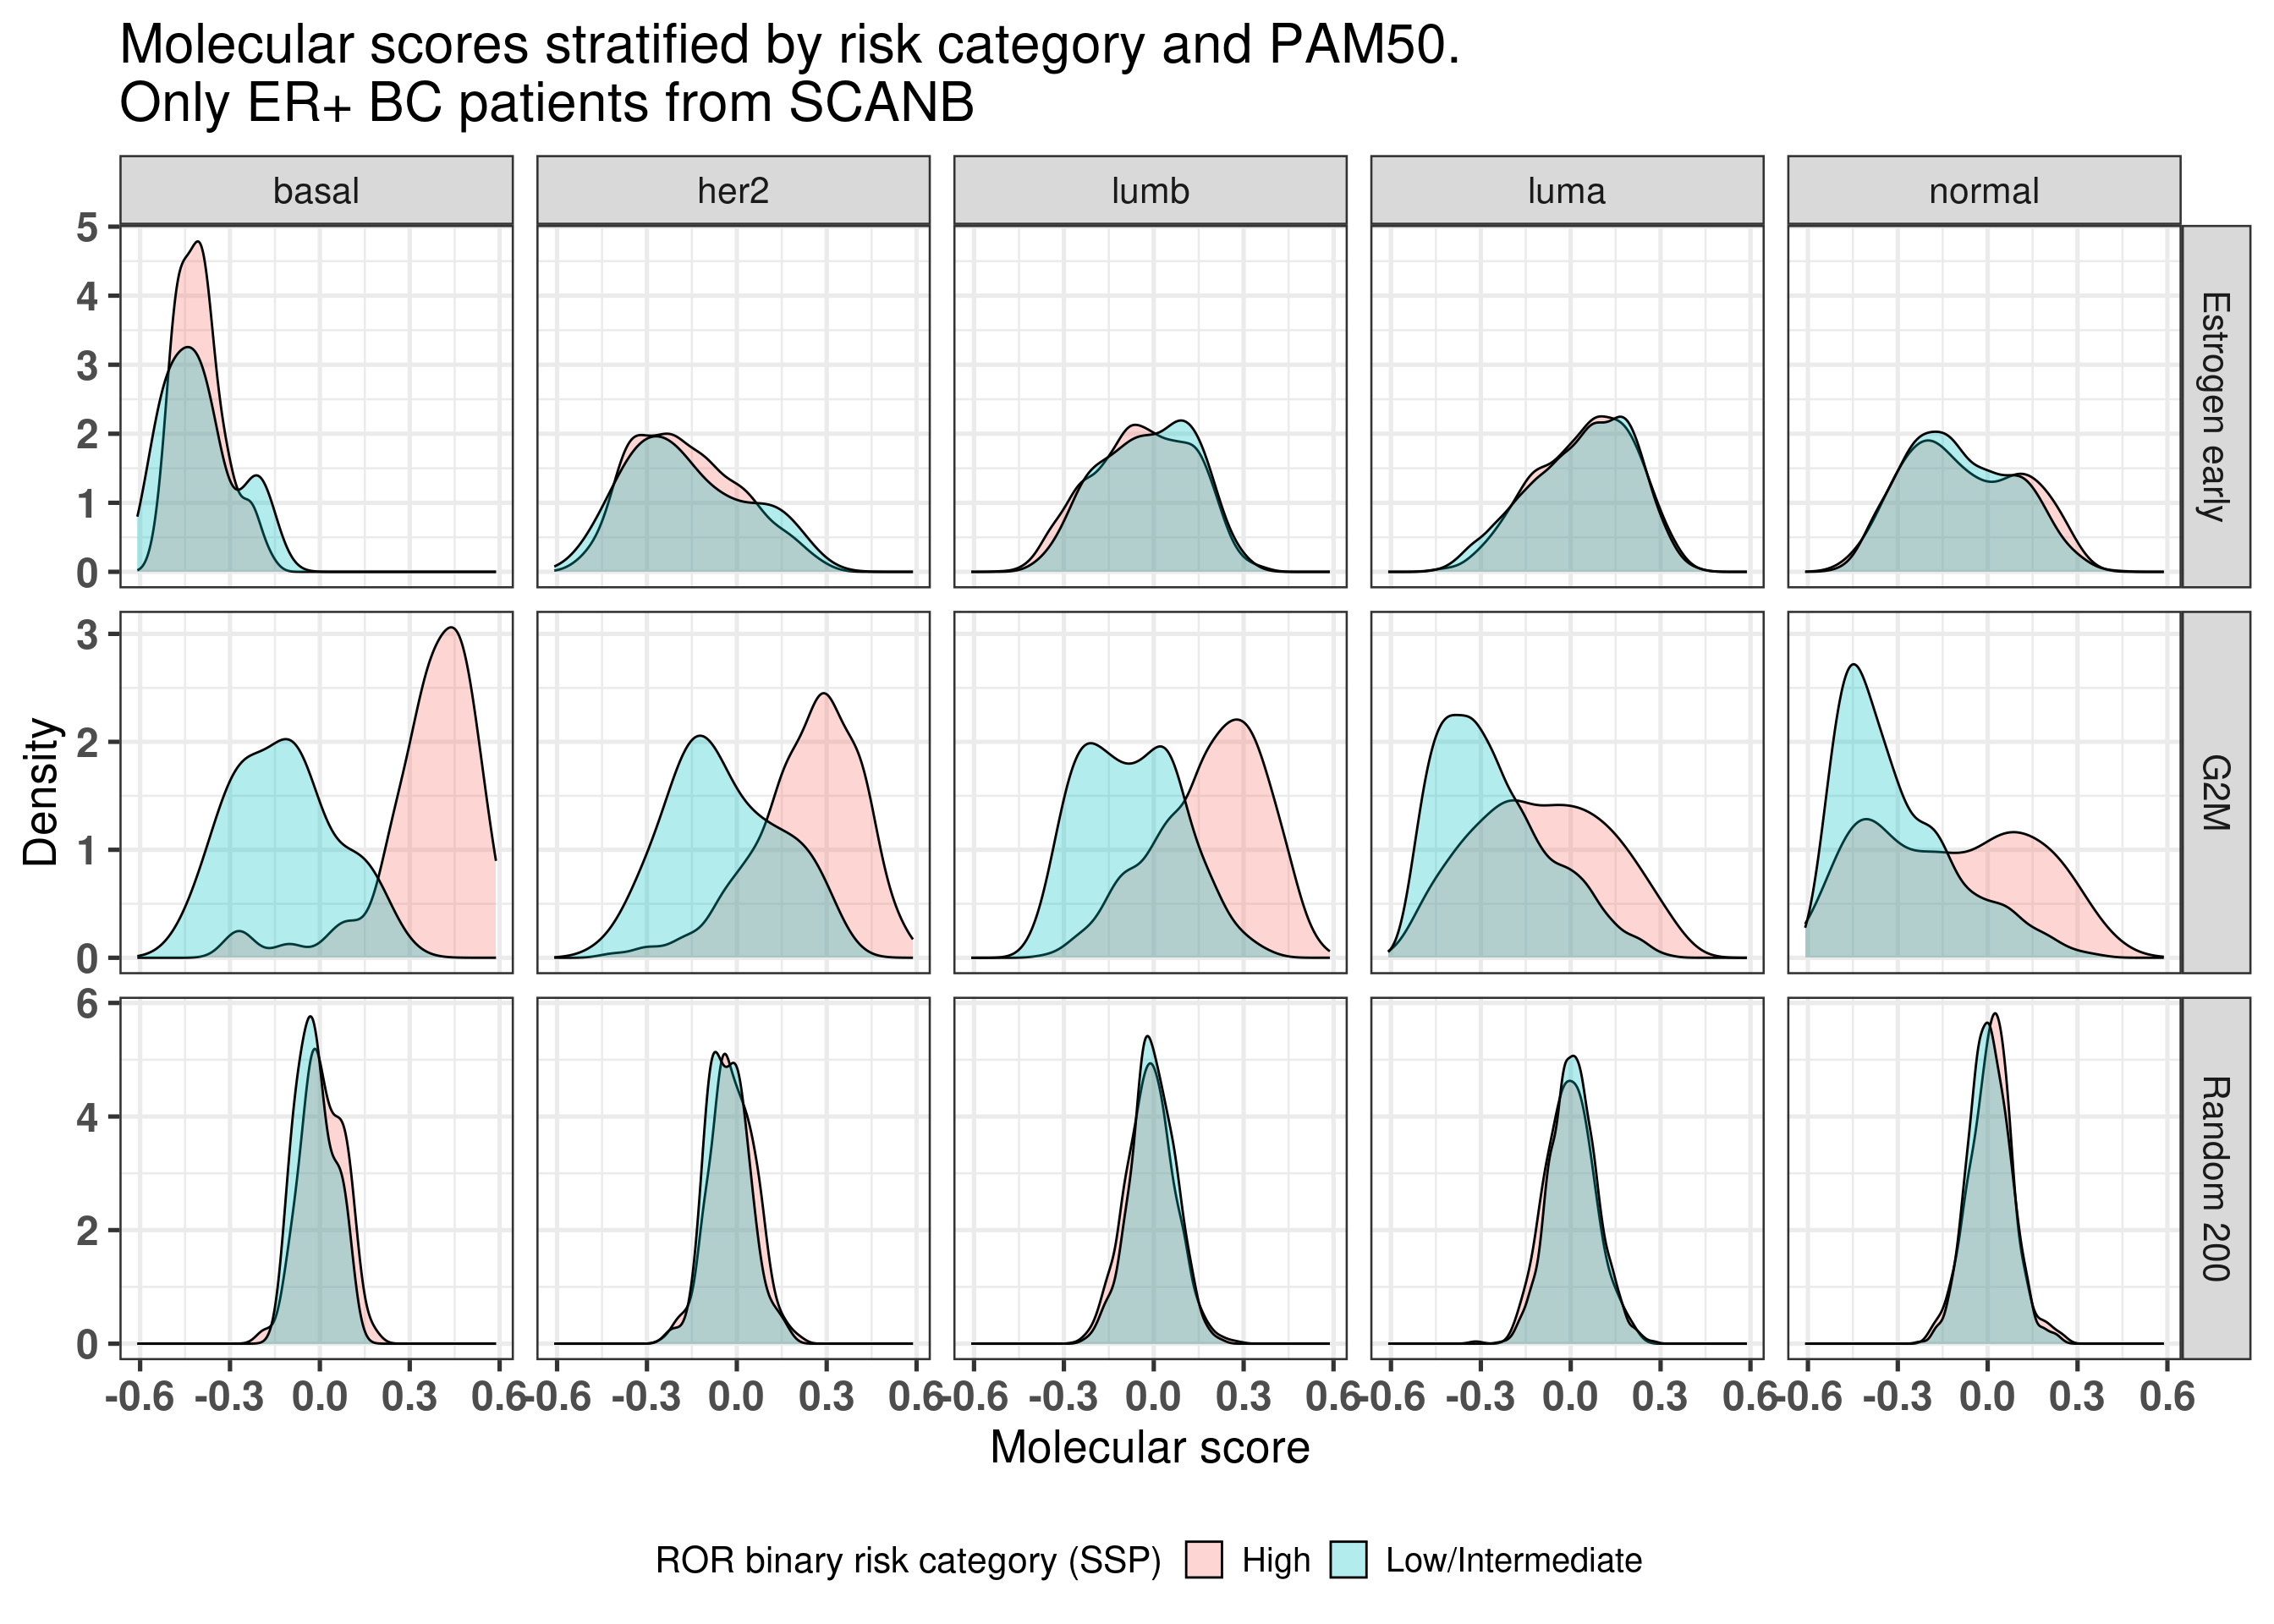 Molecular scores stratified by risk category and PAM50.
Only ER+ BC patients from SCANB
basal her2 lumb luma normal
5
4
3
2
1
0
Estrogen early
3
2
1
0
G2M
6
4
2
0
Random 200
Density
-0.6 -0.3 0.0 0.3 0.6 -0.6 -0.3 0.0 0.3 0.6 -0.6 -0.3 0.0 0.3 0.6 -0.6 -0.3 0.0 0.3 0.6 -0.6 -0.3 0.0 0.3 0.6
Molecular score
ROR binary risk category (SSP) High Low/Intermediate